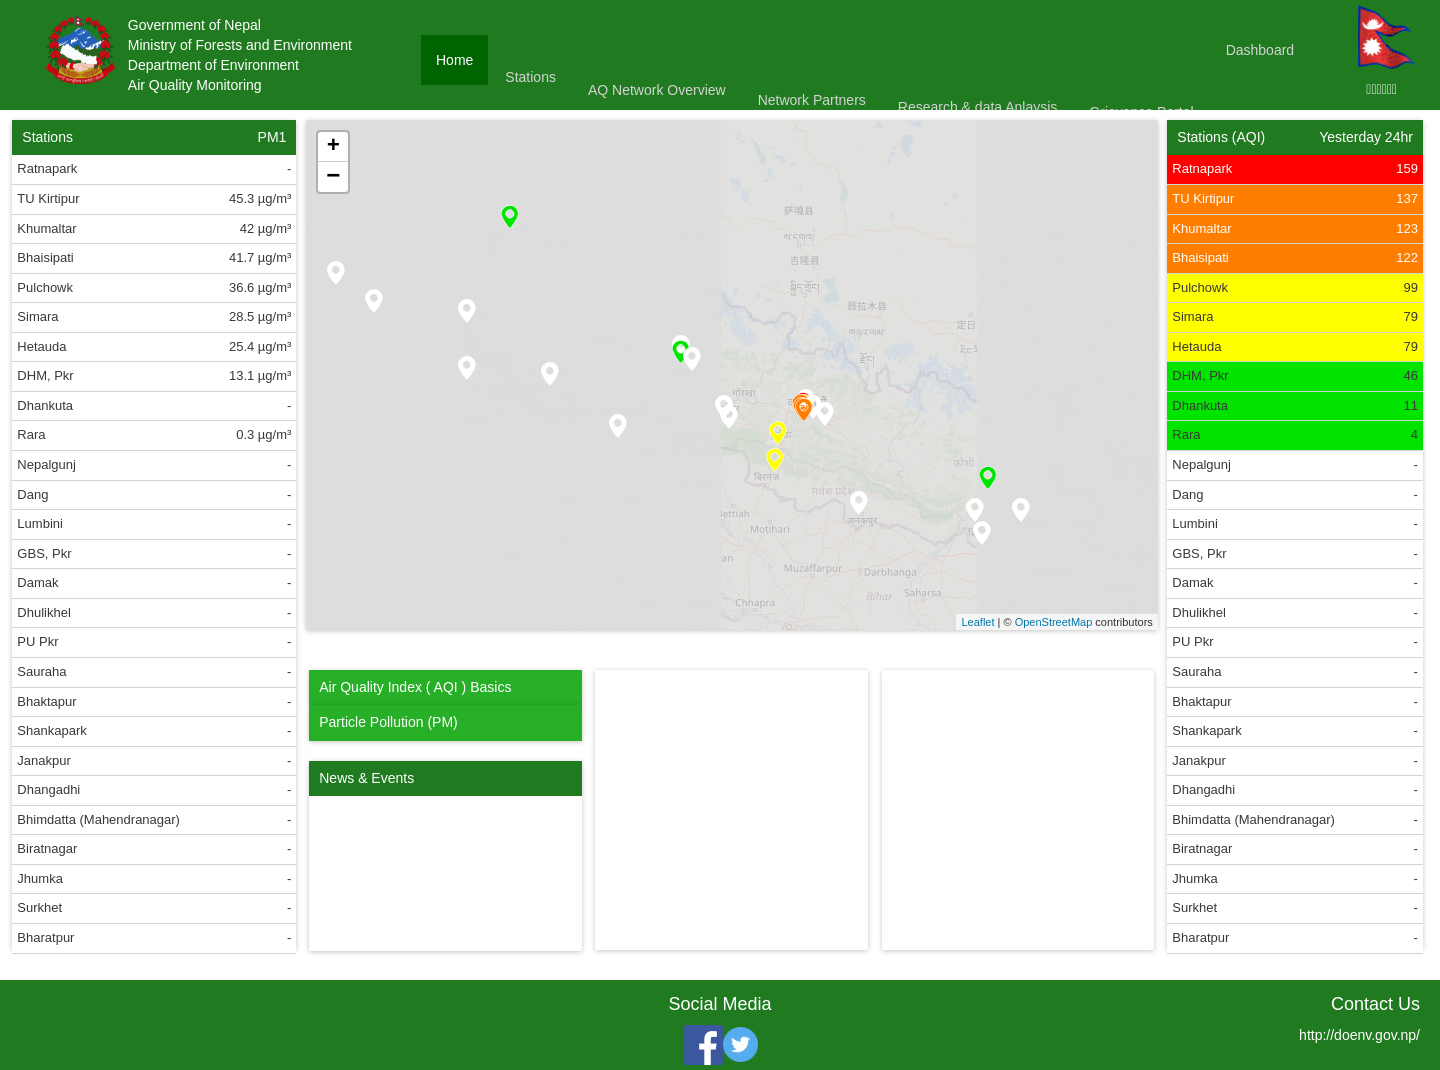 Government of Nepal
Ministry of Forests and Environment
Department of Environment
Air Quality Monitoring
Home
Stations
AQ Network Overview
Network Partners
Research & data Anlaysis
Grievance Portal
Dashboard
Stations PM1
Ratnapark -
TU Kirtipur 45.3 µg/m³
Khumaltar 42 µg/m³
Bhaisipati 41.7 µg/m³
Pulchowk 36.6 µg/m³
Simara 28.5 µg/m³
Hetauda 25.4 µg/m³
DHM, Pkr 13.1 µg/m³
Dhankuta -
Rara 0.3 µg/m³
Nepalgunj -
Dang -
Lumbini -
GBS, Pkr -
Damak -
Dhulikhel -
PU Pkr -
Sauraha -
Bhaktapur -
Shankapark -
Janakpur -
Dhangadhi -
Bhimdatta (Mahendranagar) -
Biratnagar -
Jhumka -
Surkhet -
Bharatpur -
+
−
萨嘎县
吉隆县
聂拉木县
गोरखा
कोशी
बिरगंज
मधेश प्रदेश
जनकपुर
Bettiah
Motihari
Muzaffarpur
Darbhanga
Bihar
Saharsa
Chhapra
Leaflet | © OpenStreetMap contributors
Air Quality Index ( AQI ) Basics
Particle Pollution (PM)
News & Events
Stations (AQI) Yesterday 24hr
Ratnapark 159
TU Kirtipur 137
Khumaltar 123
Bhaisipati 122
Pulchowk 99
Simara 79
Hetauda 79
DHM, Pkr 46
Dhankuta 11
Rara 4
Nepalgunj -
Dang -
Lumbini -
GBS, Pkr -
Damak -
Dhulikhel -
PU Pkr -
Sauraha -
Bhaktapur -
Shankapark -
Janakpur -
Dhangadhi -
Bhimdatta (Mahendranagar) -
Biratnagar -
Jhumka -
Surkhet -
Bharatpur -
Social Media
Contact Us
http://doenv.gov.np/